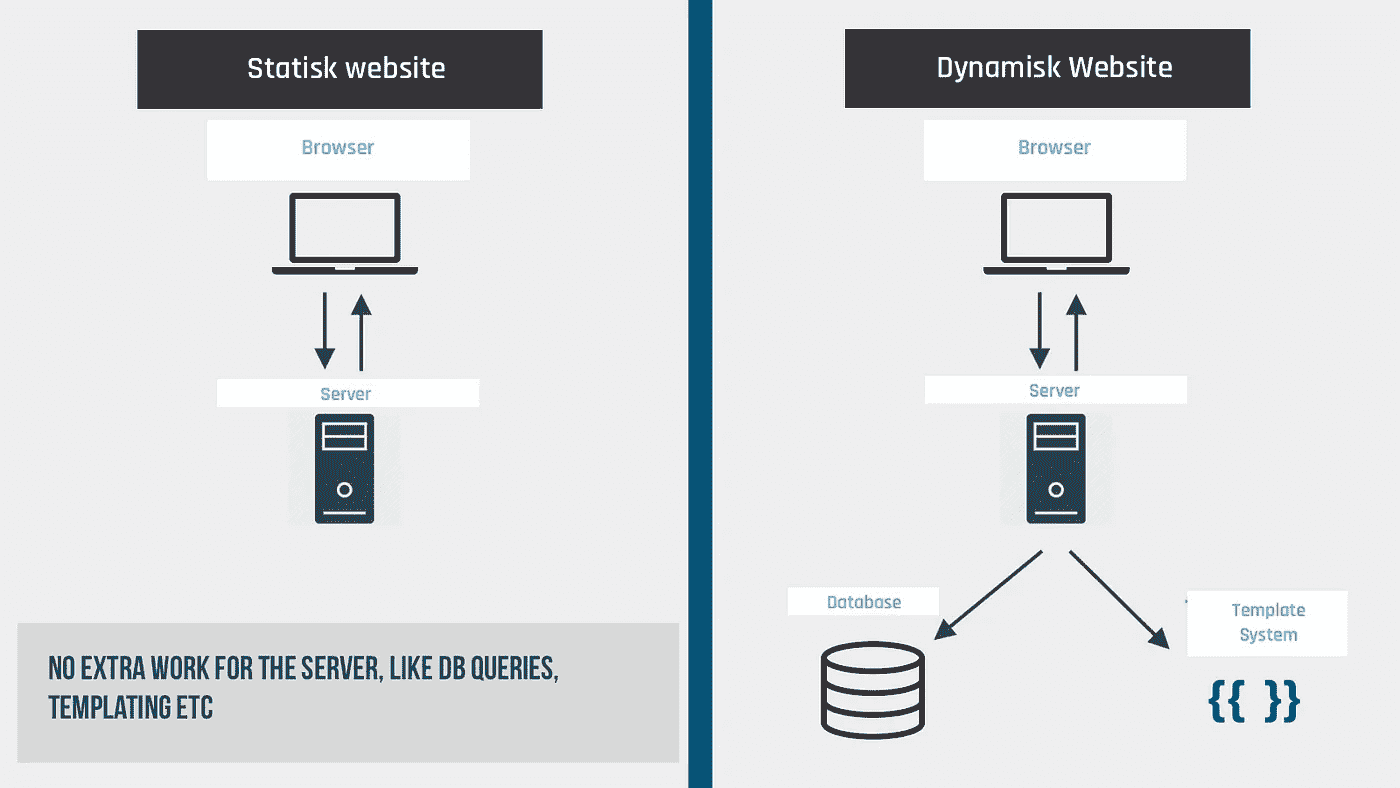 Statisk website
Browser
Server
NO EXTRA WORK FOR THE SERVER, LIKE DB QUERIES,
TEMPLATING ETC
Dynamisk Website
Browser
Server
Database
Template
System
{{ }}